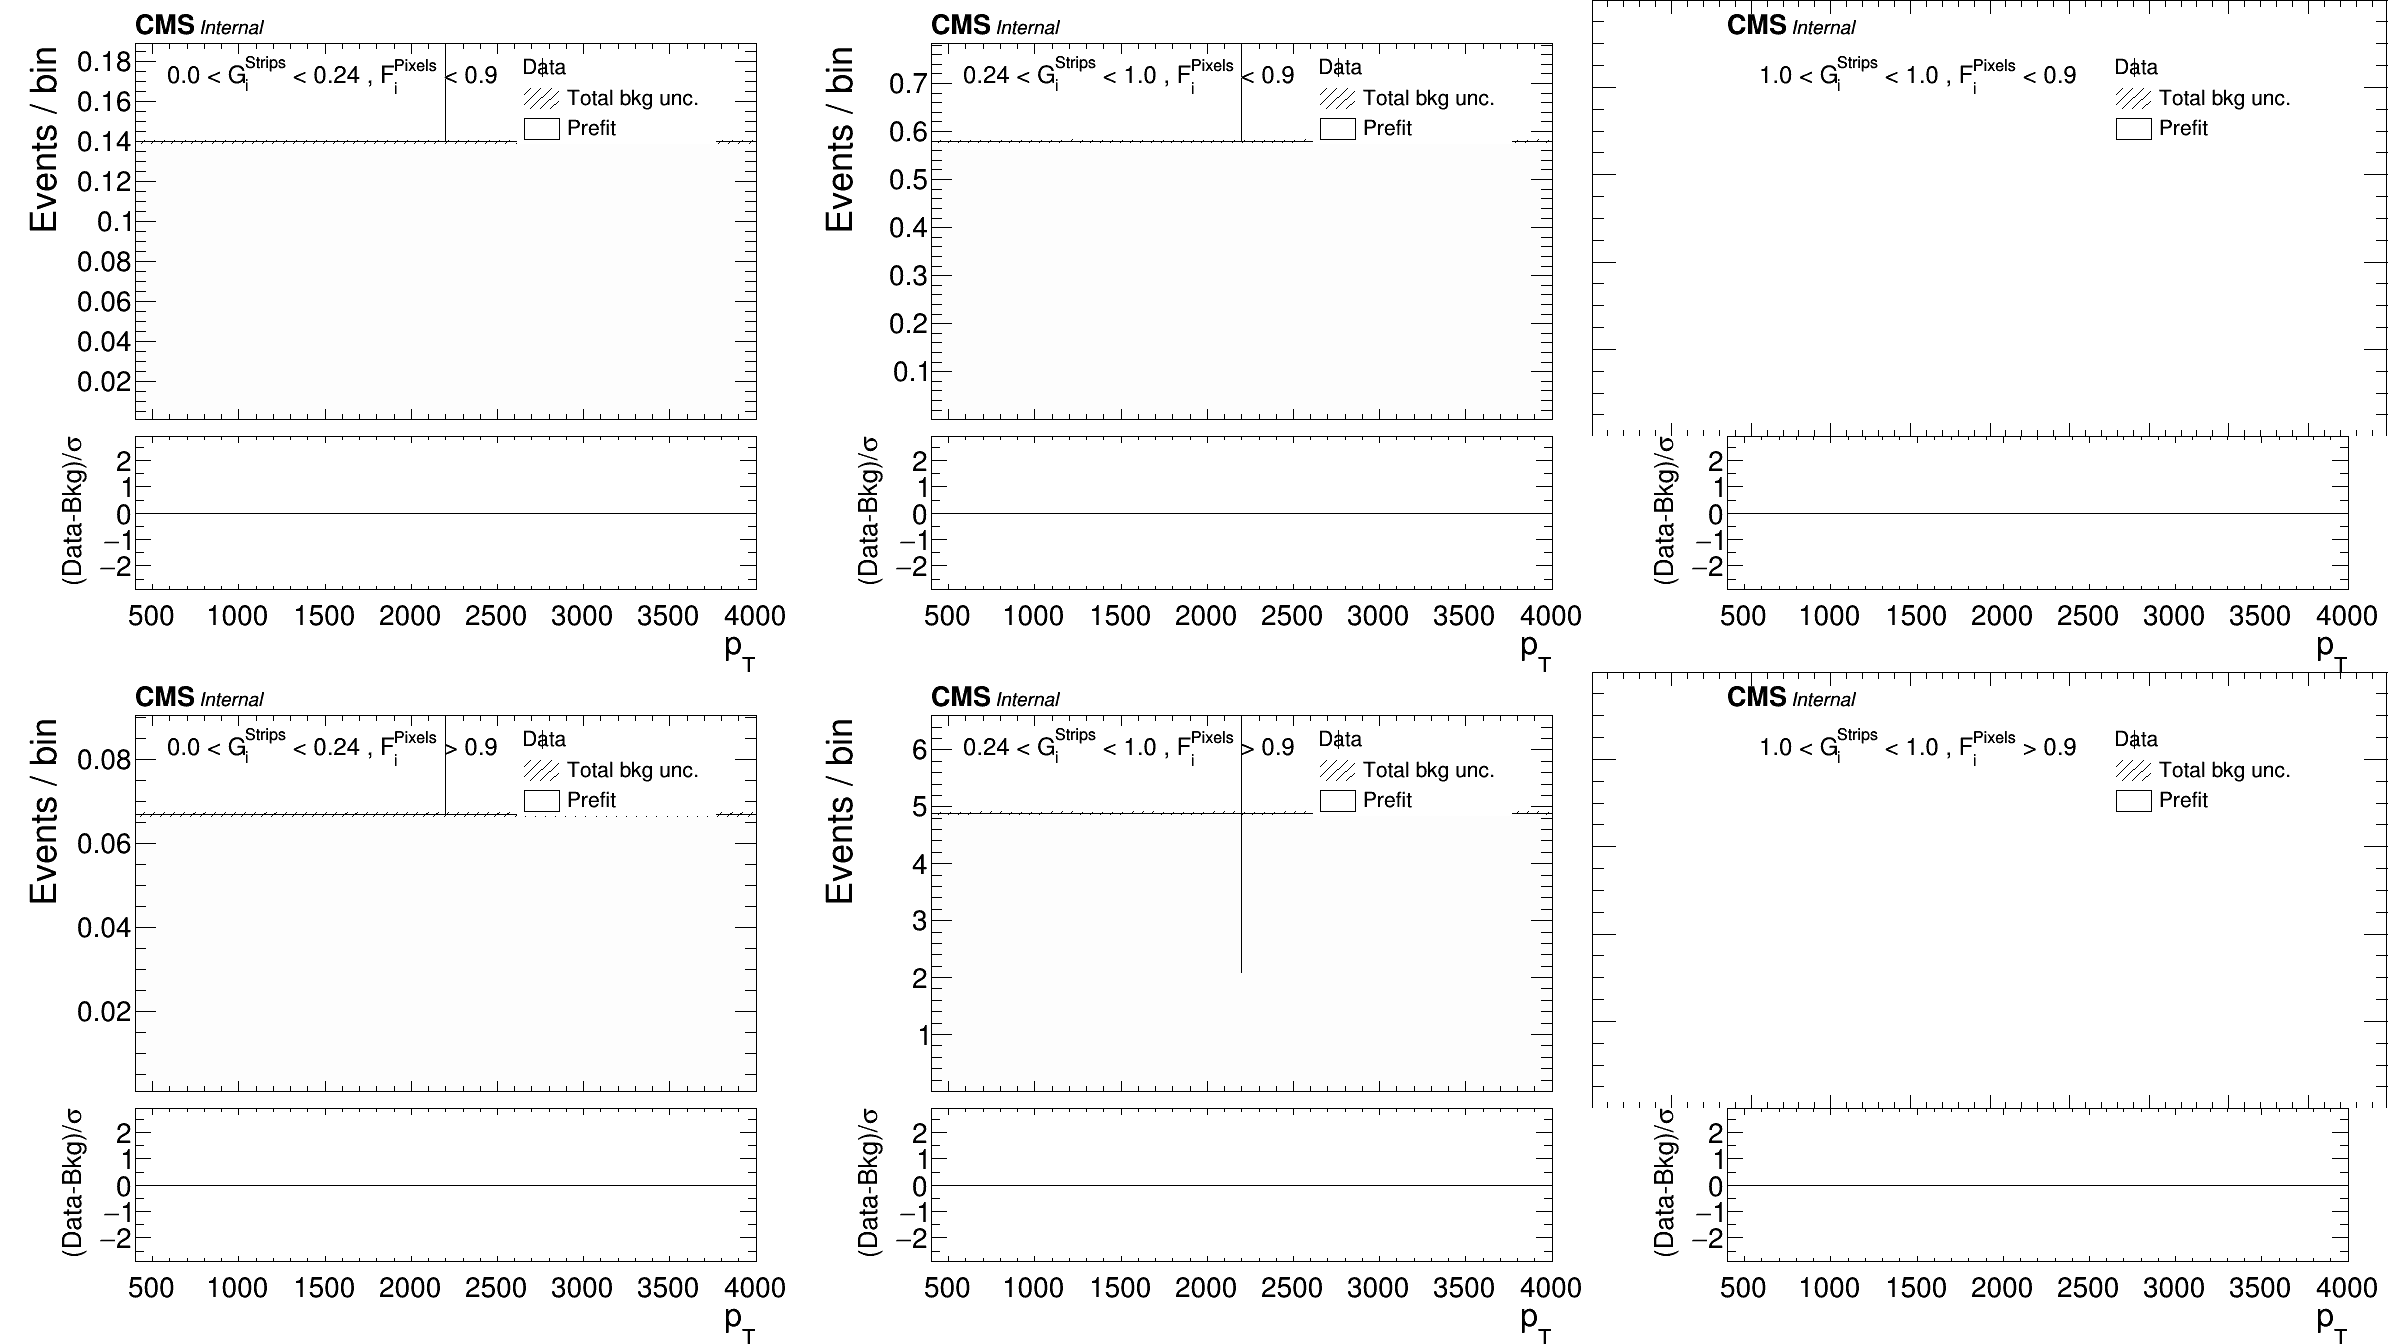 CMS Internal
Events / bin
0.0 < G_i^Strips < 0.24 , F_i^Pixels < 0.9
Data
Total bkg unc.
Prefit
0.18
0.16
0.14
0.12
0.1
0.08
0.06
0.04
0.02
(Data-Bkg)/σ
2
1
0
−1
−2
500 1000 1500 2000 2500 3000 3500 4000
p_T
CMS Internal
Events / bin
0.24 < G_i^Strips < 1.0 , F_i^Pixels < 0.9
Data
Total bkg unc.
Prefit
0.7
0.6
0.5
0.4
0.3
0.2
0.1
(Data-Bkg)/σ
2
1
0
−1
−2
500 1000 1500 2000 2500 3000 3500 4000
p_T
CMS Internal
1.0 < G_i^Strips < 1.0 , F_i^Pixels < 0.9
Data
Total bkg unc.
Prefit
(Data-Bkg)/σ
2
1
0
−1
−2
500 1000 1500 2000 2500 3000 3500 4000
p_T
CMS Internal
Events / bin
0.0 < G_i^Strips < 0.24 , F_i^Pixels > 0.9
Data
Total bkg unc.
Prefit
0.08
0.06
0.04
0.02
(Data-Bkg)/σ
2
1
0
−1
−2
500 1000 1500 2000 2500 3000 3500 4000
p_T
CMS Internal
Events / bin
0.24 < G_i^Strips < 1.0 , F_i^Pixels > 0.9
Data
Total bkg unc.
Prefit
6
5
4
3
2
1
(Data-Bkg)/σ
2
1
0
−1
−2
500 1000 1500 2000 2500 3000 3500 4000
p_T
CMS Internal
1.0 < G_i^Strips < 1.0 , F_i^Pixels > 0.9
Data
Total bkg unc.
Prefit
(Data-Bkg)/σ
2
1
0
−1
−2
500 1000 1500 2000 2500 3000 3500 4000
p_T